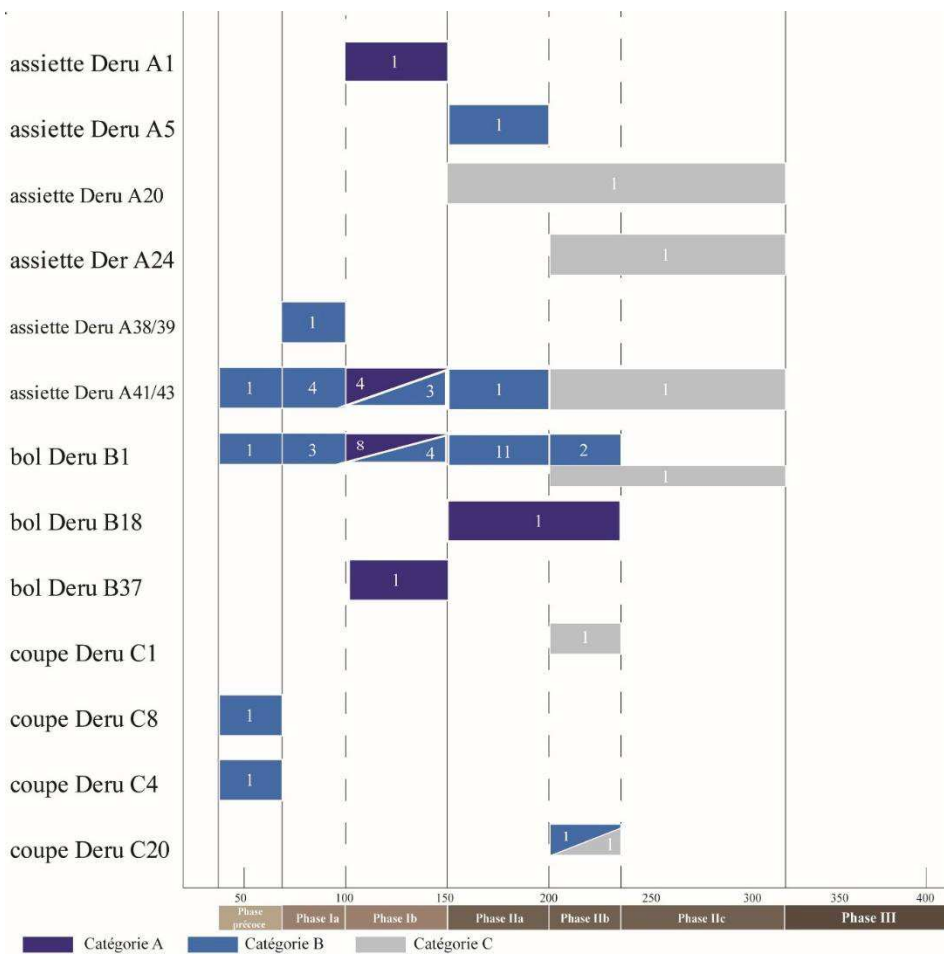 assiette Deru A1 1
assiette Deru A5 1
assiette Deru A20 1
assiette Der A24 1
assiette Deru A38/39 1
assiette Deru A41/43 1 4 4 3 1 1
bol Deru B1 1 3 8 4 11 2 1
bol Deru B18 1
bol Deru B37 1
coupe Deru C1 1
coupe Deru C8 1
coupe Deru C4 1
coupe Deru C20 1 1
50 100 150 200 250 300 350 400
Phase précoce Phase Ia Phase Ib Phase IIa Phase IIb Phase IIc Phase III
Catégorie A Catégorie B Catégorie C